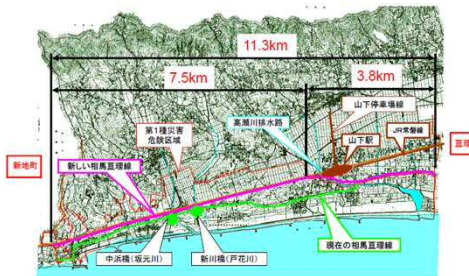 11.3km
7.5km
3.8km
高瀬川排水路
山下停車場線
第1種災害
危険区域
山下駅
JR常磐線
亘理
新地町
新しい相馬亘理線
中浜橋(坂元川)
新川橋(戸花川)
現在の相馬亘理線